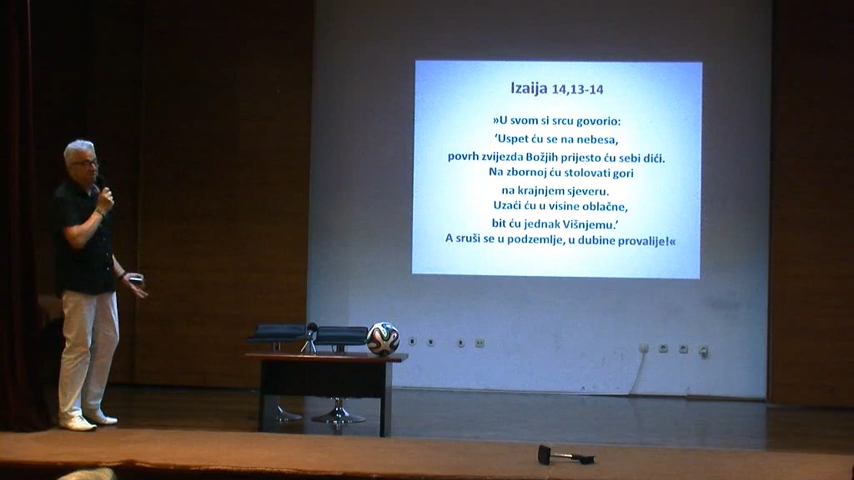 Izaija 14,13-14
»U svom si srcu govorio:
‘Uspet ću se na nebesa,
povrh zvijezda Božjih prijesto ću sebi dići.
Na zbornoj ću stolovati gori
na krajnjem sjeveru.
Uzaći ću u visine oblačne,
bit ću jednak Višnjemu.’
A sruši se u podzemlje, u dubine provalije!«